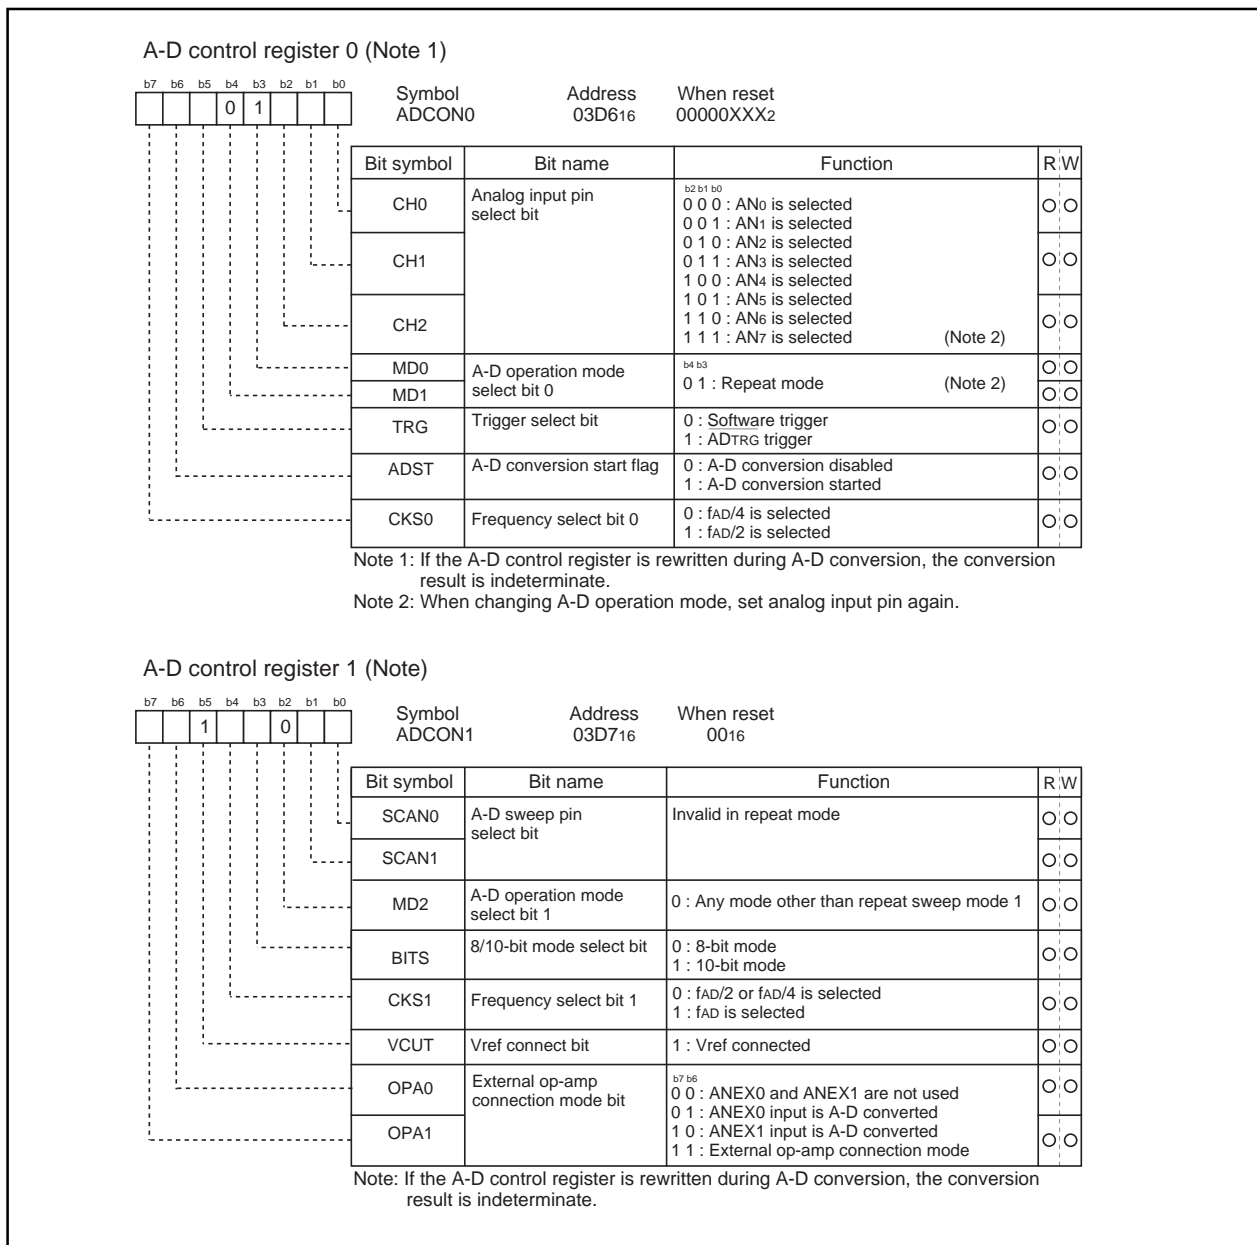 A-D control register 0 (Note 1)
b7 b6 b5 b4 b3 b2 b1 b0
0 1
Symbol Address When reset
ADCON0 03D616 00000XXX2
Bit symbol Bit name Function R W
CH0 Analog input pin select bit
b2 b1 b0
0 0 0 : AN0 is selected
0 0 1 : AN1 is selected
0 1 0 : AN2 is selected
CH1
0 1 1 : AN3 is selected
1 0 0 : AN4 is selected
1 0 1 : AN5 is selected
CH2
1 1 0 : AN6 is selected
1 1 1 : AN7 is selected (Note 2)
MD0
MD1
A-D operation mode
select bit 0
b4 b3
0 1 : Repeat mode (Note 2)
TRG Trigger select bit
0 : Software trigger
1 : ADTRG trigger
ADST A-D conversion start flag
0 : A-D conversion disabled
1 : A-D conversion started
CKS0 Frequency select bit 0
0 : fAD/4 is selected
1 : fAD/2 is selected
Note 1: If the A-D control register is rewritten during A-D conversion, the conversion
result is indeterminate.
Note 2: When changing A-D operation mode, set analog input pin again.
A-D control register 1 (Note)
b7 b6 b5 b4 b3 b2 b1 b0
1 0
Symbol Address When reset
ADCON1 03D716 0016
Bit symbol Bit name Function R W
SCAN0
SCAN1
A-D sweep pin
select bit
Invalid in repeat mode
MD2
A-D operation mode
select bit 1
0 : Any mode other than repeat sweep mode 1
BITS 8/10-bit mode select bit
0 : 8-bit mode
1 : 10-bit mode
CKS1 Frequency select bit 1
0 : fAD/2 or fAD/4 is selected
1 : fAD is selected
VCUT Vref connect bit 1 : Vref connected
OPA0
OPA1
External op-amp
connection mode bit
b7 b6
0 0 : ANEX0 and ANEX1 are not used
0 1 : ANEX0 input is A-D converted
1 0 : ANEX1 input is A-D converted
1 1 : External op-amp connection mode
Note: If the A-D control register is rewritten during A-D conversion, the conversion
result is indeterminate.